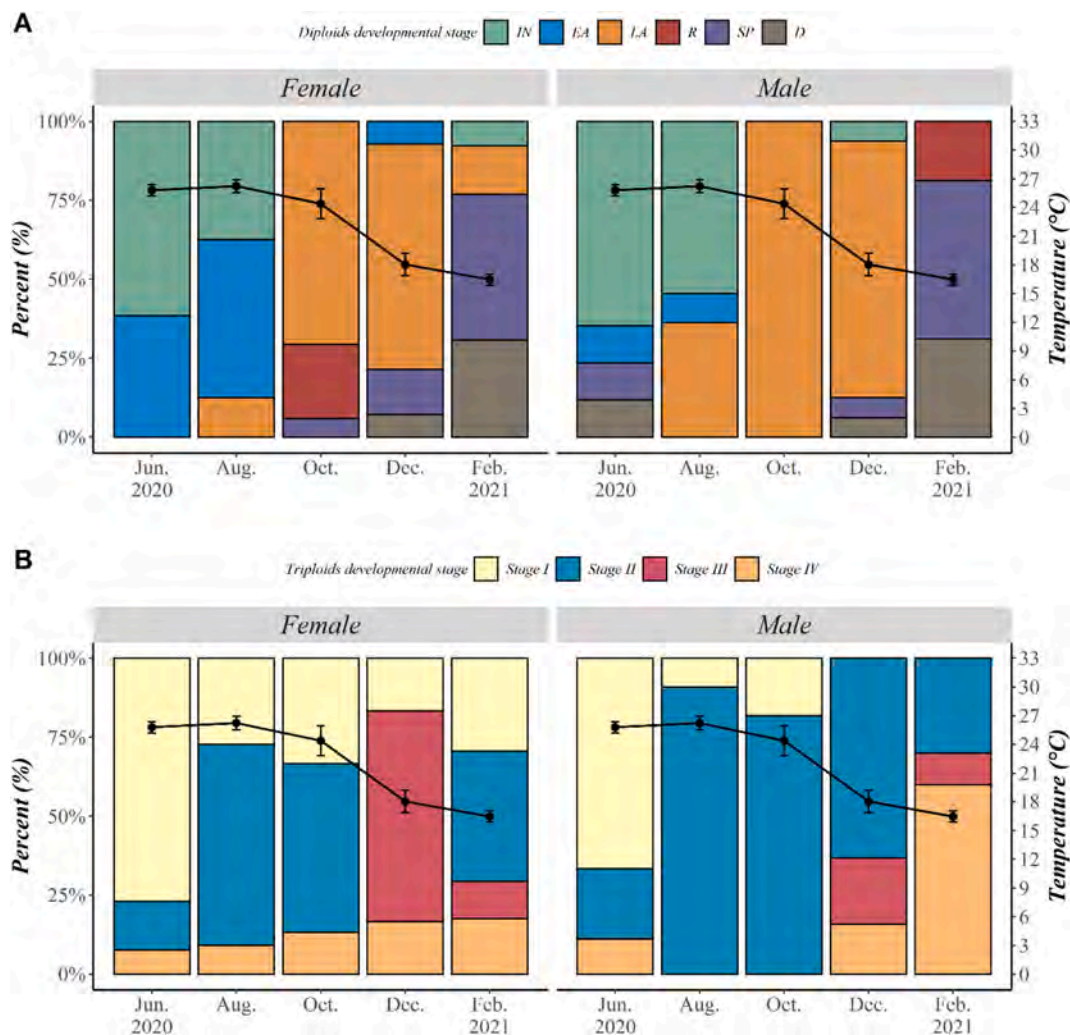 A
Diploids developmental stage IN EA LA R SP D
Female Male
100% 33
30
27
75% 24
21
50% 18
15
12
25% 9
6
3
0% 0
Percent (%)
Temperature (°C)
Jun. Aug. Oct. Dec. Feb. Jun. Aug. Oct. Dec. Feb.
2020 2021 2020 2021
B
Triploids developmental stage Stage I Stage II Stage III Stage IV
Female Male
100% 33
30
27
75% 24
21
50% 18
15
12
25% 9
6
3
0% 0
Percent (%)
Temperature (°C)
Jun. Aug. Oct. Dec. Feb. Jun. Aug. Oct. Dec. Feb.
2020 2021 2020 2021